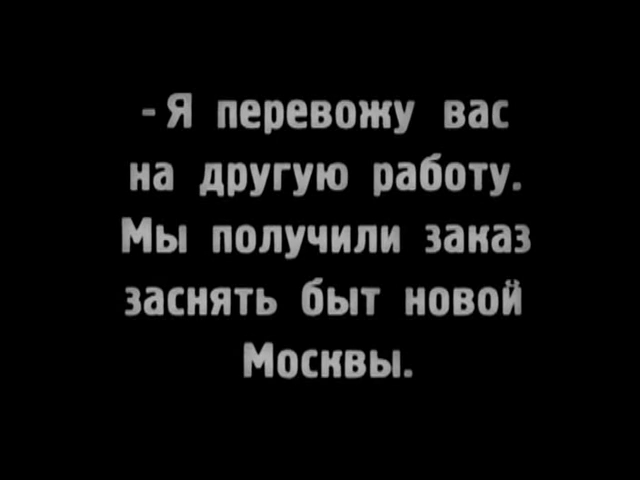 - Я перевожу вас
на другую работу.
Мы получили заказ
заснять быт новой
Москвы.